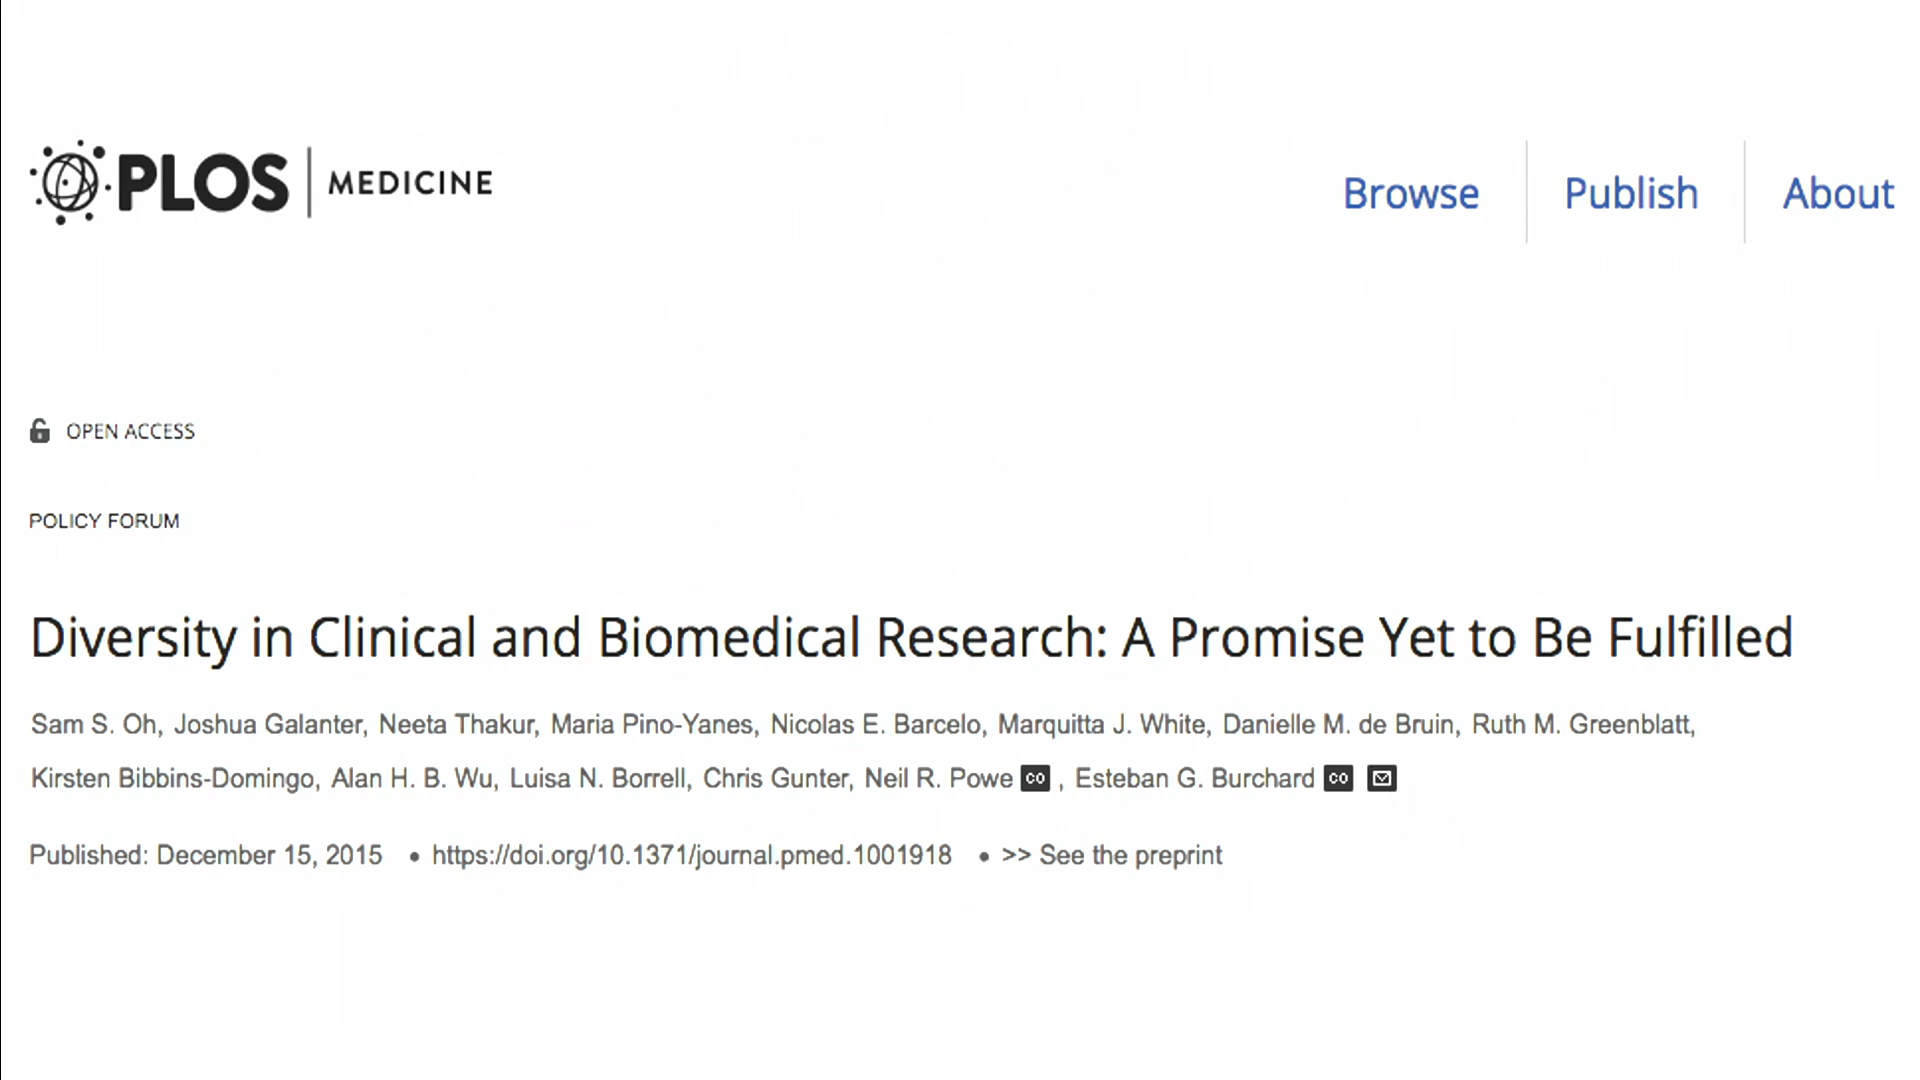 PLOS MEDICINE
Browse Publish About
OPEN ACCESS
POLICY FORUM
Diversity in Clinical and Biomedical Research: A Promise Yet to Be Fulfilled
Sam S. Oh, Joshua Galanter, Neeta Thakur, Maria Pino-Yanes, Nicolas E. Barcelo, Marquitta J. White, Danielle M. de Bruin, Ruth M. Greenblatt,
Kirsten Bibbins-Domingo, Alan H. B. Wu, Luisa N. Borrell, Chris Gunter, Neil R. Powe co , Esteban G. Burchard co
Published: December 15, 2015 • https://doi.org/10.1371/journal.pmed.1001918 • >> See the preprint